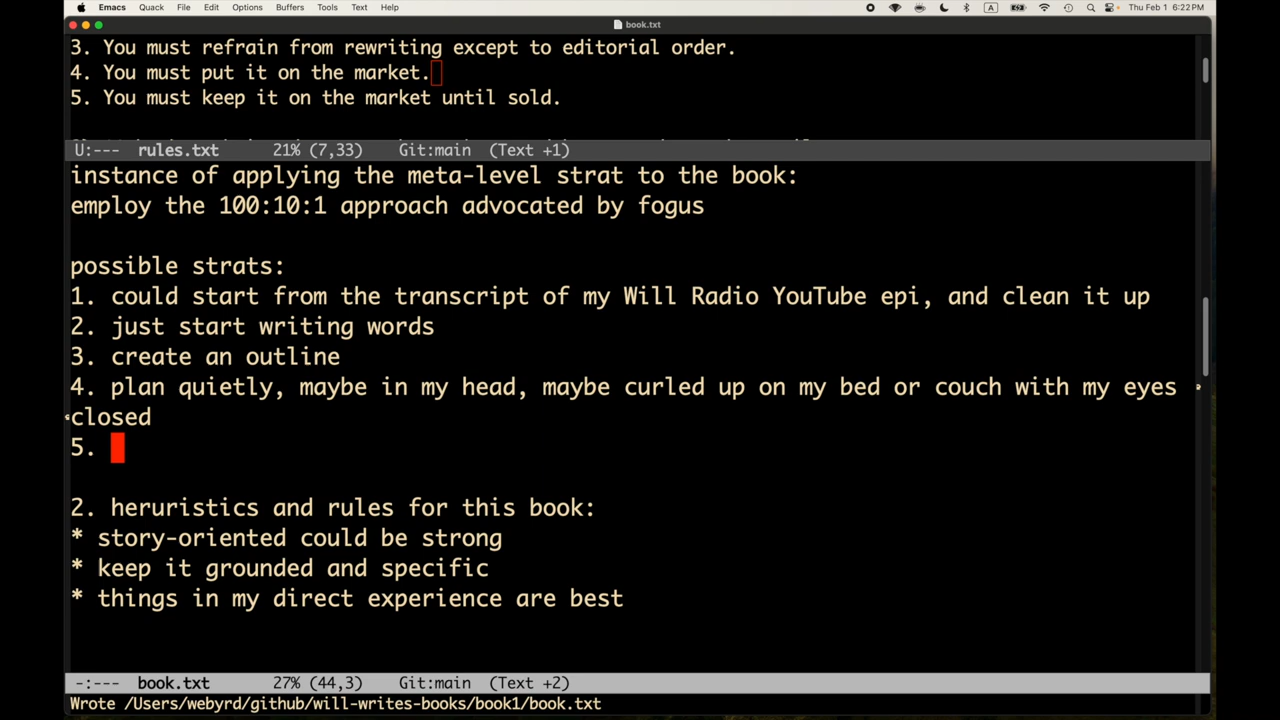 Emacs Quack File Edit Options Buffers Tools Text Help A Thu Feb 1 6:22 PM
book.txt
3. You must refrain from rewriting except to editorial order.
4. You must put it on the market.
5. You must keep it on the market until sold.
U:--- rules.txt 21% (7,33) Git:main (Text +1)
instance of applying the meta-level strat to the book:
employ the 100:10:1 approach advocated by fogus
possible strats:
1. could start from the transcript of my Will Radio YouTube epi, and clean it up
2. just start writing words
3. create an outline
4. plan quietly, maybe in my head, maybe curled up on my bed or couch with my eyes
closed
5.
2. heruristics and rules for this book:
* story-oriented could be strong
* keep it grounded and specific
* things in my direct experience are best
-:--- book.txt 27% (44,3) Git:main (Text +2)
Wrote /Users/webyrd/github/will-writes-books/book1/book.txt